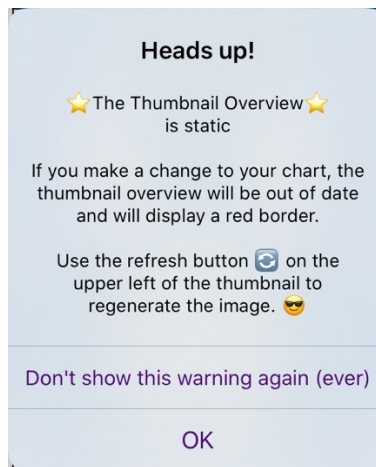 Heads up!
⭐The Thumbnail Overview⭐
is static
If you make a change to your chart, the
thumbnail overview will be out of date
and will display a red border.
Use the refresh button 🔄 on the
upper left of the thumbnail to
regenerate the image. 😎
Don't show this warning again (ever)
OK